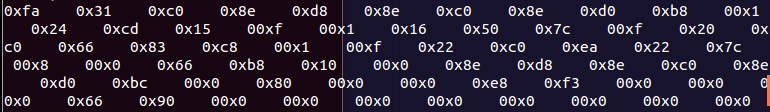 0xfa 0x31 0xc0 0x8e 0xd8 0x8e 0xc0 0x8e 0xd0 0xb8 00x1
0x24 0xcd 0x15 00xf 00x1 0x16 0x50 0x7c 00xf 0x20 0x
c0 0x66 0x83 0xc8 00x1 00xf 0x22 0xc0 0xea 0x22 0x7c
00x8 00x0 0x66 0xb8 0x10 00x0 0x8e 0xd8 0x8e 0xc0 0x8e
0xd0 0xbc 00x0 0x80 00x0 00x0 0xe8 0xf3 00x0 00x0 0
0x0 0x66 0x90 00x0 00x0 00x0 00x0 00x0 00x0 00x0